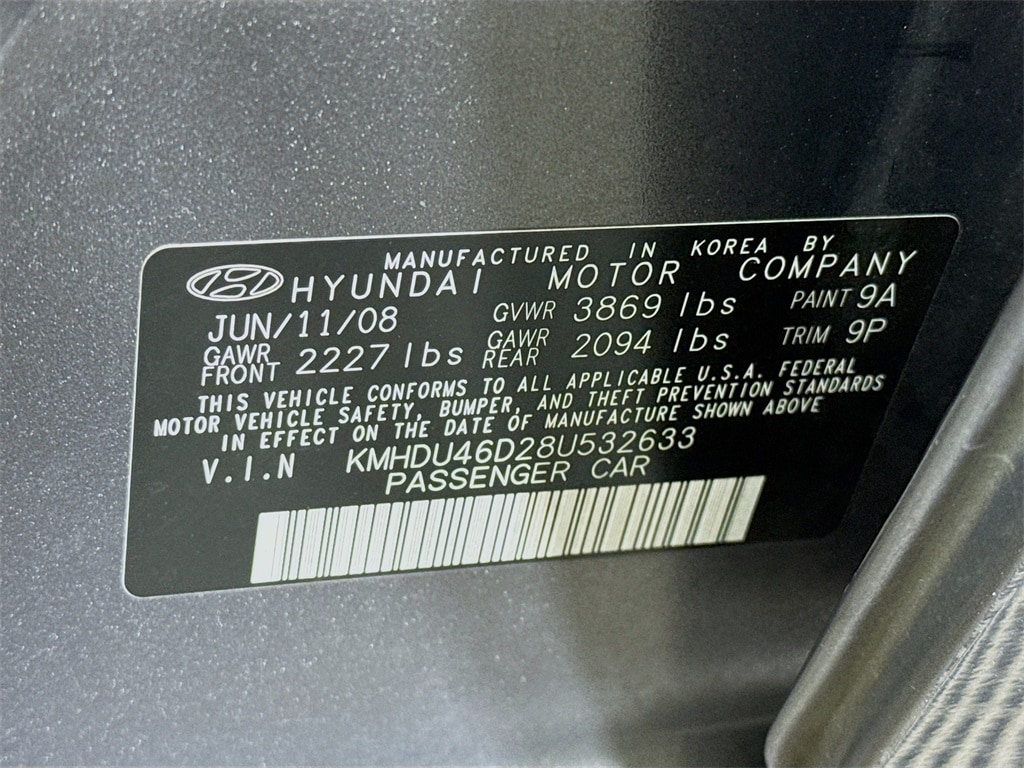 MANUFACTURED IN KOREA BY
HYUNDAI MOTOR COMPANY
JUN/11/08 GVWR 3869 lbs PAINT 9A
GAWR FRONT 2227 lbs GAWR REAR 2094 lbs TRIM 9P
THIS VEHICLE CONFORMS TO ALL APPLICABLE U.S.A. FEDERAL
MOTOR VEHICLE SAFETY, BUMPER, AND THEFT PREVENTION STANDARDS
IN EFFECT ON THE DATE OF MANUFACTURE SHOWN ABOVE
V.I.N KMHDU46D28U532633
PASSENGER CAR